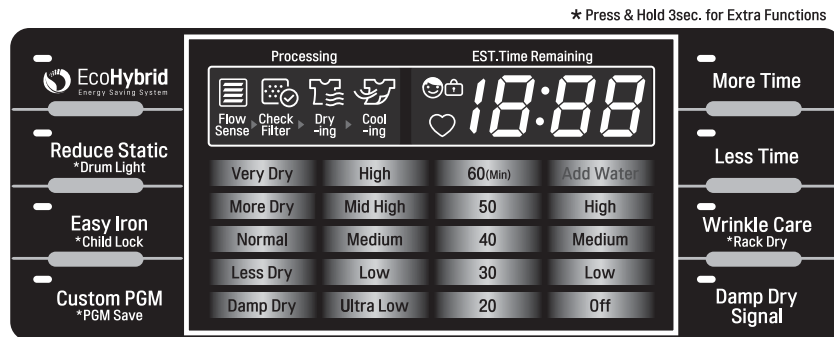 * Press & Hold 3sec. for Extra Functions
EcoHybrid
Energy Saving System
Reduce Static
*Drum Light
Easy Iron
*Child Lock
Custom PGM
*PGM Save
Processing
EST.Time Remaining
Flow
Sense
Check
Filter
Dry
-ing
Cool
-ing
18:88
Very Dry High 60(Min) Add Water
More Dry Mid High 50 High
Normal Medium 40 Medium
Less Dry Low 30 Low
Damp Dry Ultra Low 20 Off
More Time
Less Time
Wrinkle Care
*Rack Dry
Damp Dry
Signal